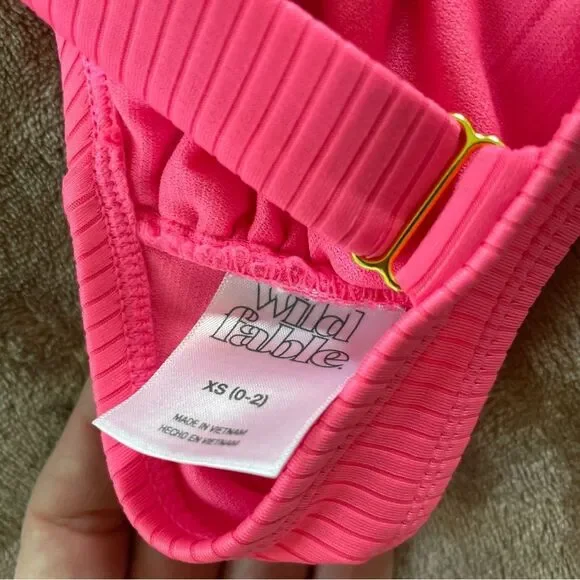 Wild
fable
XS (0-2)
MADE IN VIETNAM
HECHO EN VIETNAM